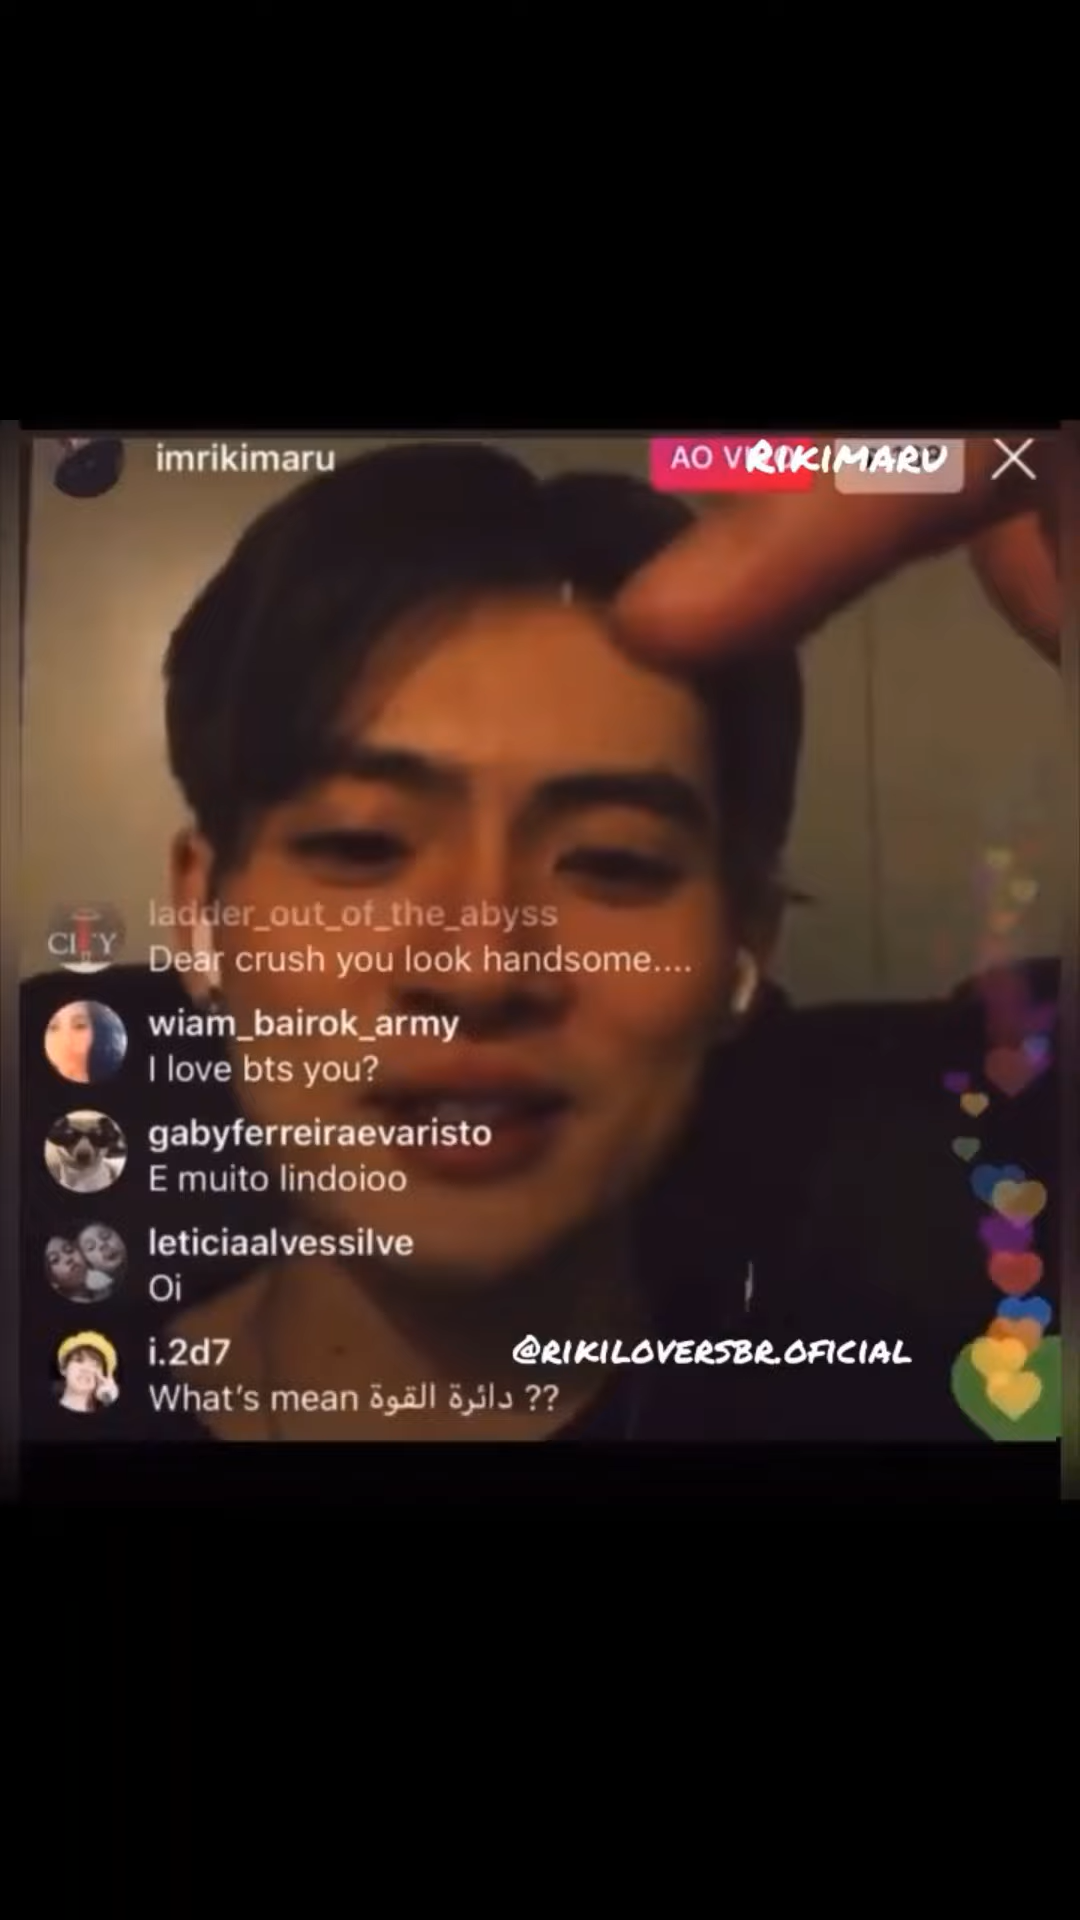 imrikimaru
AO V
RIKIMARU
CITY
ladder_out_of_the_abyss
Dear crush you look handsome....
wiam_bairok_army
I love bts you?
gabyferreiraevaristo
E muito lindoioo
leticiaalvessilve
Oi
i.2d7
@RIKILOVERSBR.OFICIAL
What's mean دائرة القوة ??